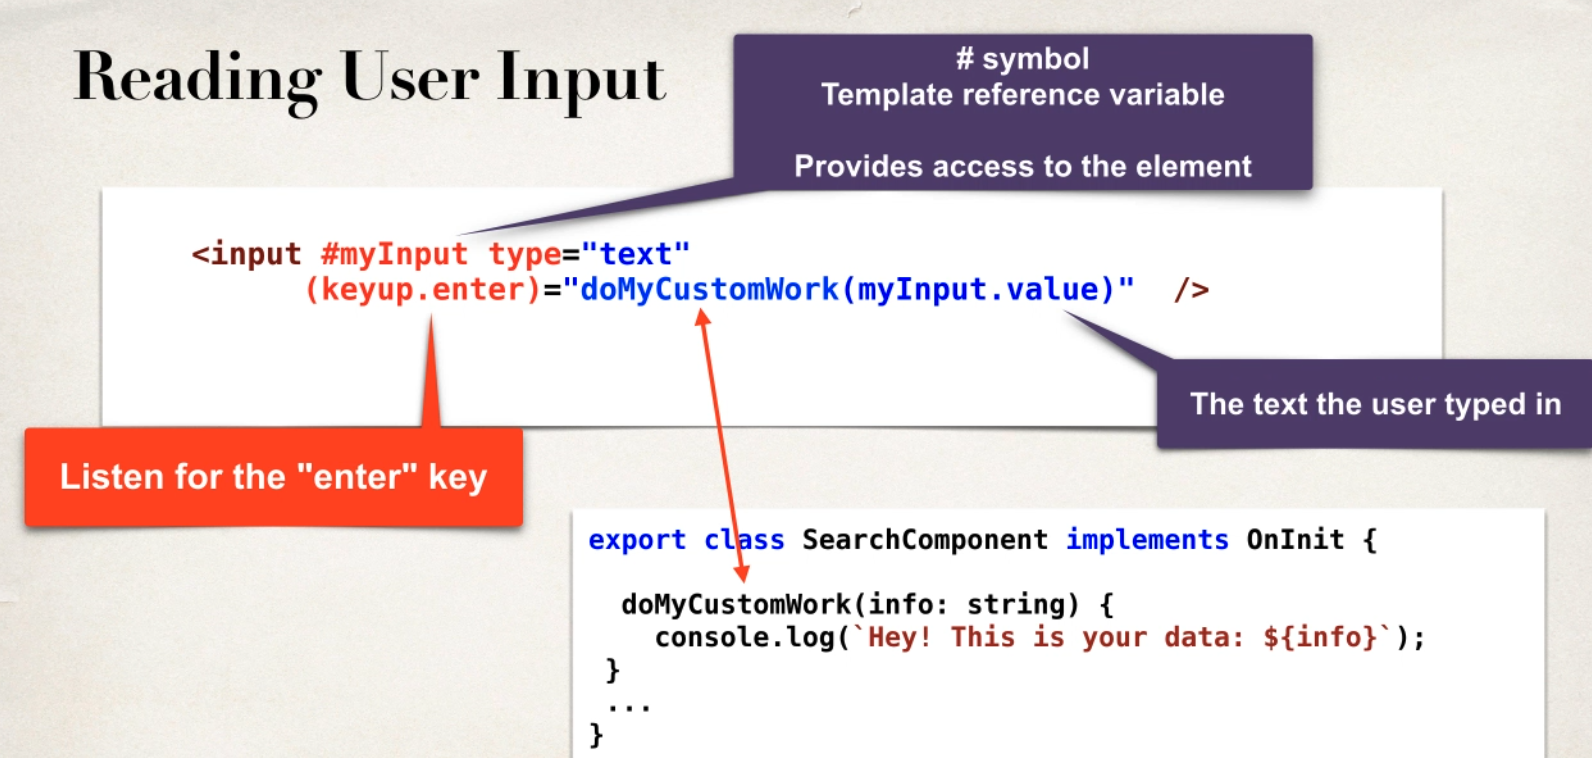 Reading User Input
# symbol
Template reference variable
Provides access to the element
<input #myInput type="text"
(keyup.enter)="doMyCustomWork(myInput.value)" />
The text the user typed in
Listen for the "enter" key
export class SearchComponent implements OnInit {
doMyCustomWork(info: string) {
console.log(`Hey! This is your data: ${info}`);
}
...
}